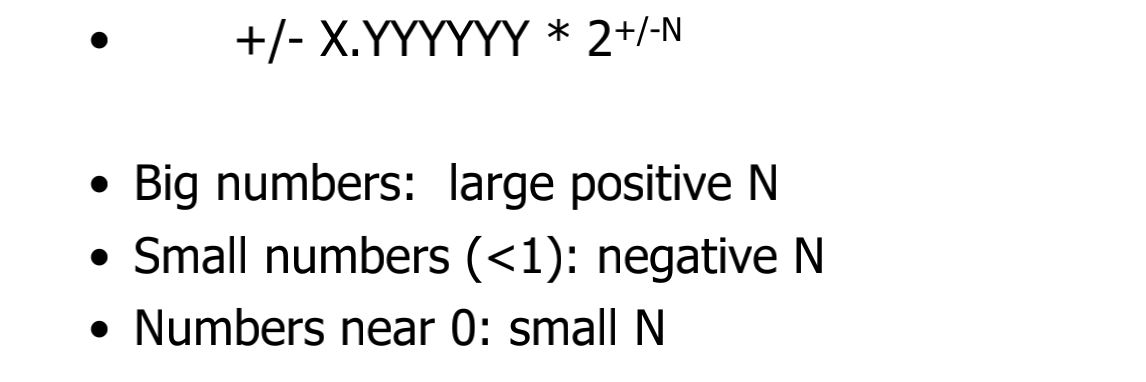 • +/- X.YYYYYY * 2+/-N
• Big numbers: large positive N
• Small numbers (<1): negative N
• Numbers near 0: small N